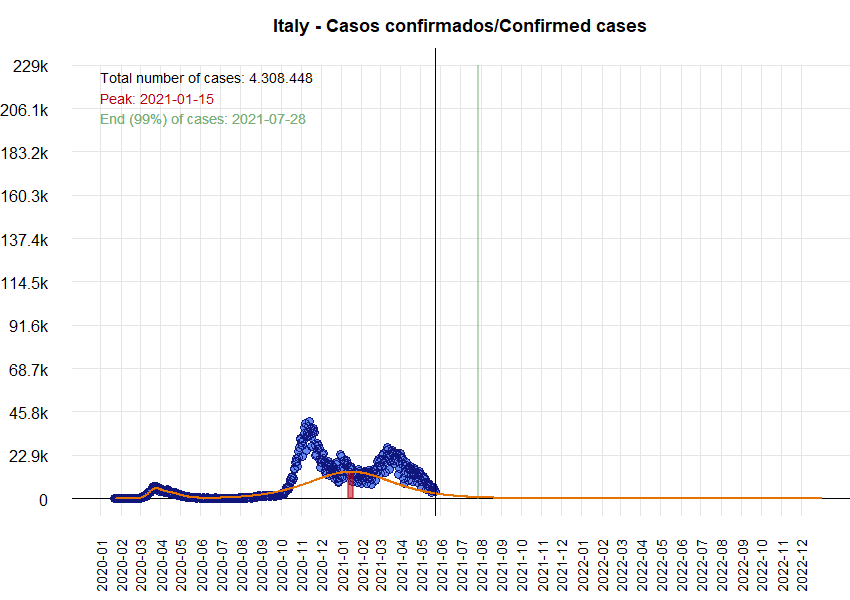 Italy - Casos confirmados/Confirmed cases
229k
206.1k
183.2k
160.3k
137.4k
114.5k
91.6k
68.7k
45.8k
22.9k
0
Total number of cases: 4.308.448
Peak: 2021-01-15
End (99%) of cases: 2021-07-28
2020-01
2020-02
2020-03
2020-04
2020-05
2020-06
2020-07
2020-08
2020-09
2020-10
2020-11
2020-12
2021-01
2021-02
2021-03
2021-04
2021-05
2021-06
2021-07
2021-08
2021-09
2021-10
2021-11
2021-12
2022-01
2022-02
2022-03
2022-04
2022-05
2022-06
2022-07
2022-08
2022-09
2022-10
2022-11
2022-12